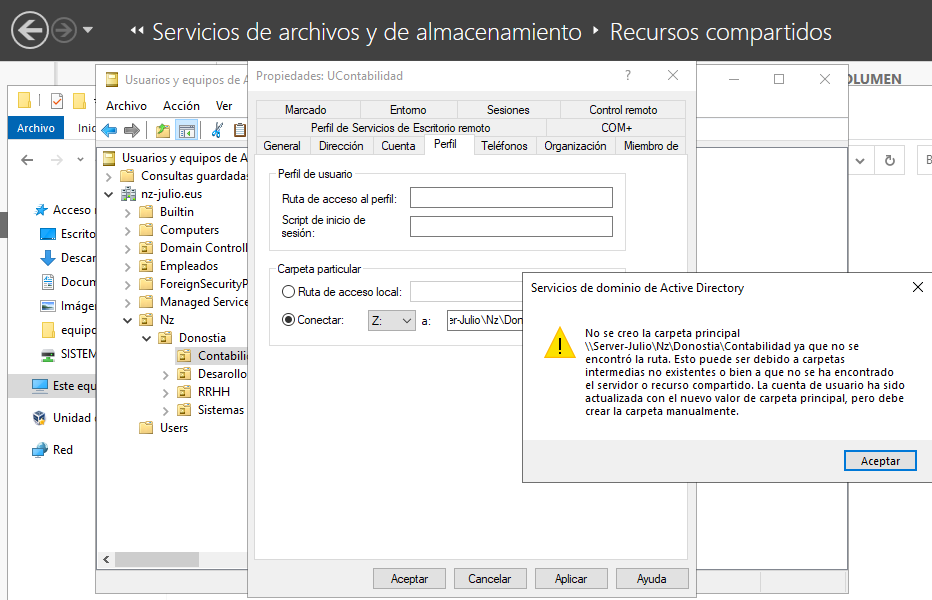 Servicios de archivos y de almacenamiento
Recursos compartidos
Usuarios y equipos de
Archivo
Acción
Ver
Archivo
Acceso
Escrito
Descar
Docum
Imáge
equipo
SISTEM
Este equ
Unidad
Red
Usuarios y equipos de A
Consultas guardadas
nz-julio.eus
Builtin
Computers
Domain Controll
Empleados
ForeignSecurityP
Managed Service
Nz
Donostia
Contabili
Desarollo
RRHH
Sistemas
Users
Propiedades: UContabilidad
?
Marcado
Entorno
Sesiones
Control remoto
Perfil de Servicios de Escritorio remoto
COM+
General
Dirección
Cuenta
Perfil
Teléfonos
Organización
Miembro de
Perfil de usuario
Ruta de acceso al perfil:
Script de inicio de
sesión:
Carpeta particular
Ruta de acceso local:
Conectar:
Z:
a:
er-Julio\Nz\Don
Aceptar
Cancelar
Aplicar
Ayuda
OLUMEN
Servicios de dominio de Active Directory
No se creo la carpeta principal
\\Server-Julio\Nz\Donostia\Contabilidad ya que no se
encontró la ruta. Esto puede ser debido a carpetas
intermedias no existentes o bien a que no se ha encontrado
el servidor o recurso compartido. La cuenta de usuario ha sido
actualizada con el nuevo valor de carpeta principal, pero debe
crear la carpeta manualmente.
Aceptar